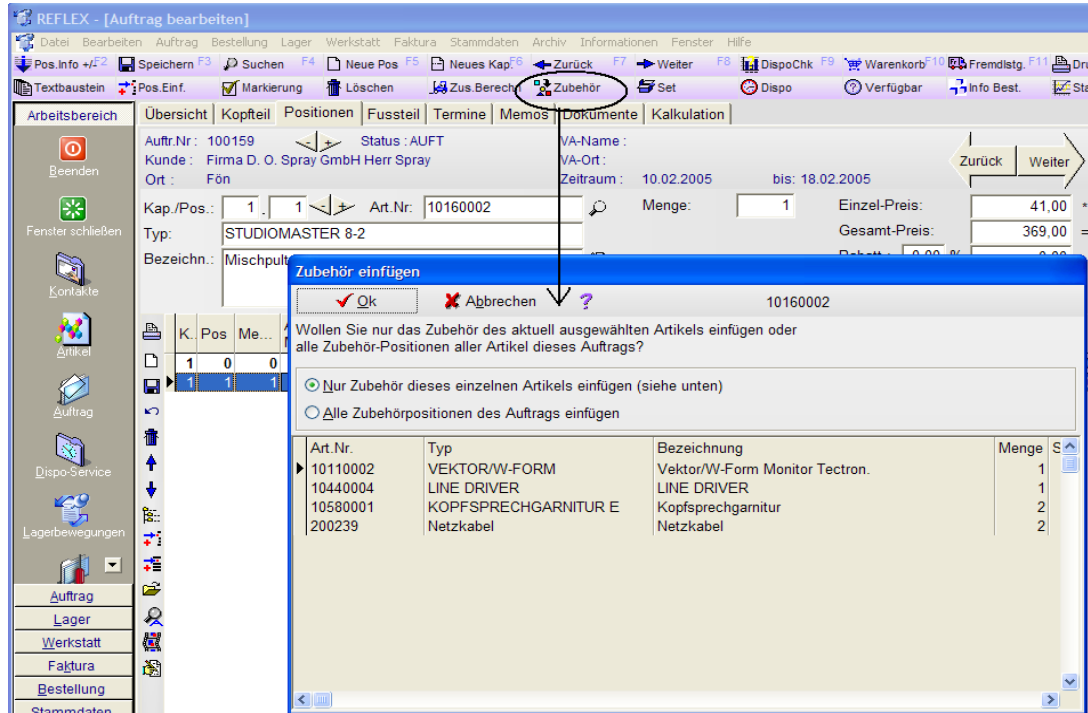 REFLEX - [Auftrag bearbeiten]
Datei Bearbeiten Auftrag Bestellung Lager Werkstatt Faktura Stammdaten Archiv Informationen Fenster Hilfe
Pos.Info +/-F2 Speichern F3 Suchen F4 Neue Pos F5 Neues Kap. F6 Zurück F7 Weiter F8 DispoChk F9 Warenkorb F10 Fremdlstg. F11
Textbaustein Pos.Einf. Markierung Löschen Zus.Berech Zubehör Set Dispo Verfügbar Info Best.
Arbeitsbereich Übersicht Kopfteil Positionen Fussteil Termine Memos Dokumente Kalkulation
Auftr.Nr : 100159 Status : AUFT VA-Name :
Kunde : Firma D. O. Spray GmbH Herr Spray VA-Ort :
Ort : Fön Zeitraum : 10.02.2005 bis: 18.02.2005
Zurück Weiter
Beenden
Kap./Pos.: 1 . 1 Art.Nr: 10160002 Menge: 1 Einzel-Preis: 41,00 *
Fenster schließen
Typ: STUDIOMASTER 8-2 Gesamt-Preis: 369,00 =
Bezeichn.: Mischpult
Kontakte
Artikel
Auftrag
Dispo-Service
Lagerbewegungen
Auftrag
Lager
Werkstatt
Faktura
Bestellung
Stammdaten
K.. Pos Me...
1 0 0
1 1 1
Zubehör einfügen
Ok Abbrechen ? 10160002
Wollen Sie nur das Zubehör des aktuell ausgewählten Artikels einfügen oder
alle Zubehör-Positionen aller Artikel dieses Auftrags?
Nur Zubehör dieses einzelnen Artikels einfügen (siehe unten)
Alle Zubehörpositionen des Auftrags einfügen
Art.Nr. Typ Bezeichnung Menge S
10110002 VEKTOR/W-FORM Vektor/W-Form Monitor Tectron. 1
10440004 LINE DRIVER LINE DRIVER 1
10580001 KOPFSPRECHGARNITUR E Kopfsprechgarnitur 2
200239 Netzkabel Netzkabel 2